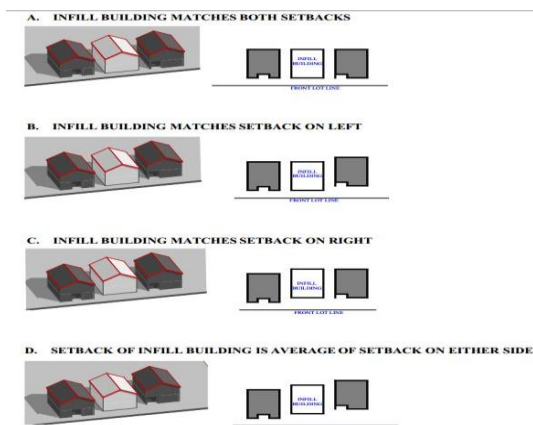 A. INFILL BUILDING MATCHES BOTH SETBACKS
INFILL
BUILDING
FRONT LOT LINE
B. INFILL BUILDING MATCHES SETBACK ON LEFT
INFILL
BUILDING
FRONT LOT LINE
C. INFILL BUILDING MATCHES SETBACK ON RIGHT
INFILL
BUILDING
FRONT LOT LINE
D. SETBACK OF INFILL BUILDING IS AVERAGE OF SETBACK ON EITHER SIDE
INFILL
BUILDING